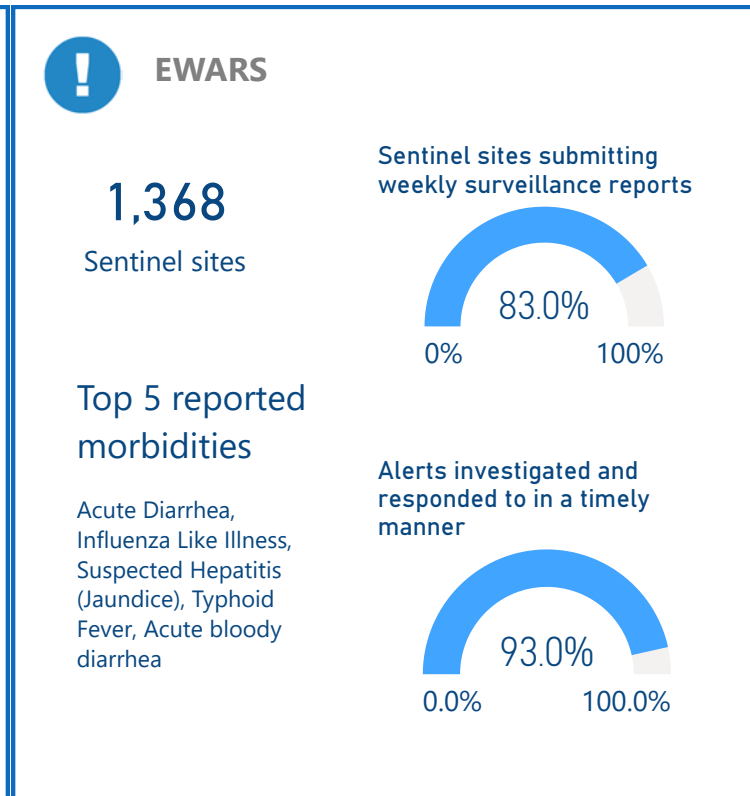 EWARS
1,368
Sentinel sites
Sentinel sites submitting
weekly surveillance reports
83.0%
0%
100%
Top 5 reported
morbidities
Acute Diarrhea,
Influenza Like Illness,
Suspected Hepatitis
(Jaundice), Typhoid
Fever, Acute bloody
diarrhea
Alerts investigated and
responded to in a timely
manner
93.0%
0.0%
100.0%